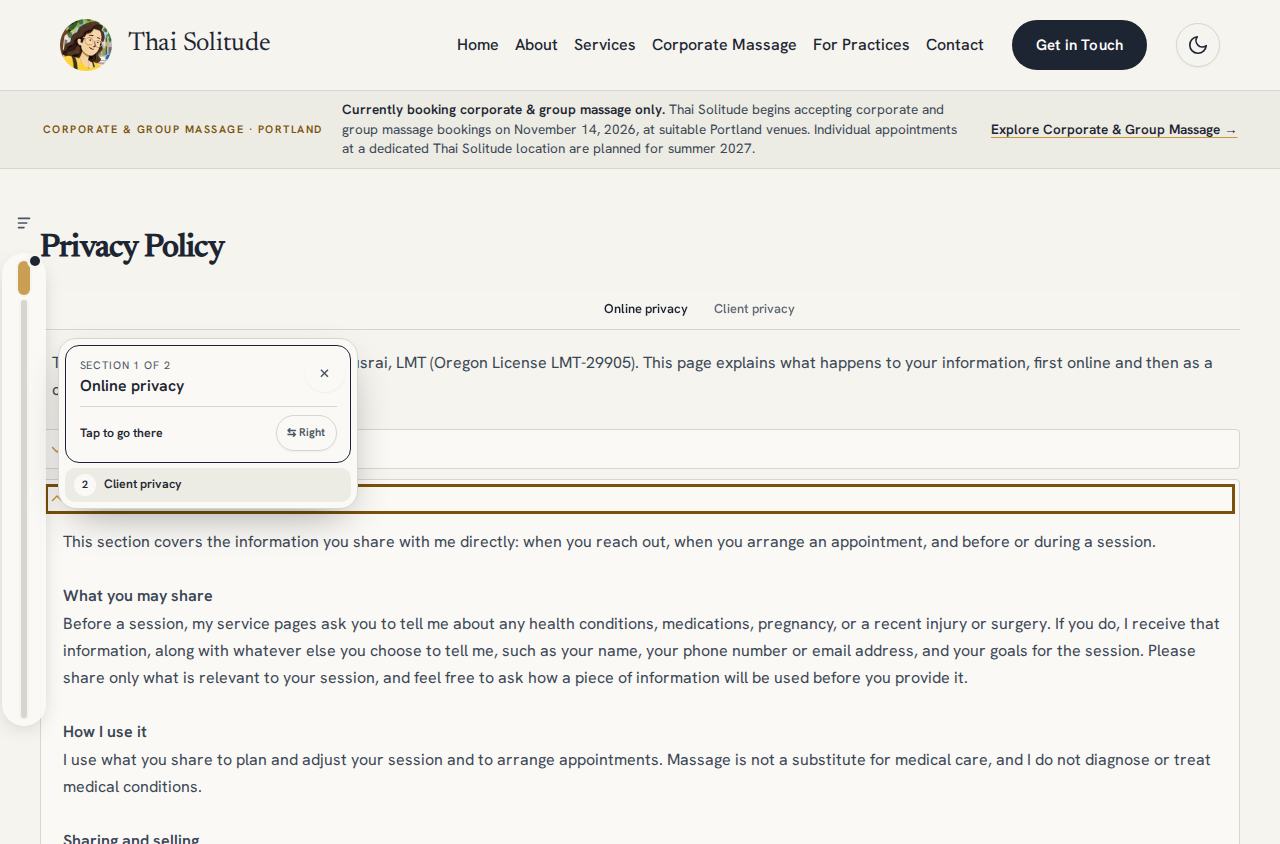 Thai Solitude
Home About Services Corporate Massage For Practices Contact Get in Touch
CORPORATE & GROUP MASSAGE · PORTLAND
Currently booking corporate & group massage only. Thai Solitude begins accepting corporate and
group massage bookings on November 14, 2026, at suitable Portland venues. Individual appointments
at a dedicated Thai Solitude location are planned for summer 2027.
Explore Corporate & Group Massage →
Privacy Policy
Online privacy Client privacy
LMT (Oregon License LMT-29905). This page explains what happens to your information, first online and then as a
SECTION 1 OF 2
Online privacy
×
Tap to go there
⇆ Right
2 Client privacy
This section covers the information you share with me directly: when you reach out, when you arrange an appointment, and before or during a session.
What you may share
Before a session, my service pages ask you to tell me about any health conditions, medications, pregnancy, or a recent injury or surgery. If you do, I receive that
information, along with whatever else you choose to tell me, such as your name, your phone number or email address, and your goals for the session. Please
share only what is relevant to your session, and feel free to ask how a piece of information will be used before you provide it.
How I use it
I use what you share to plan and adjust your session and to arrange appointments. Massage is not a substitute for medical care, and I do not diagnose or treat
medical conditions.
Sharing and selling